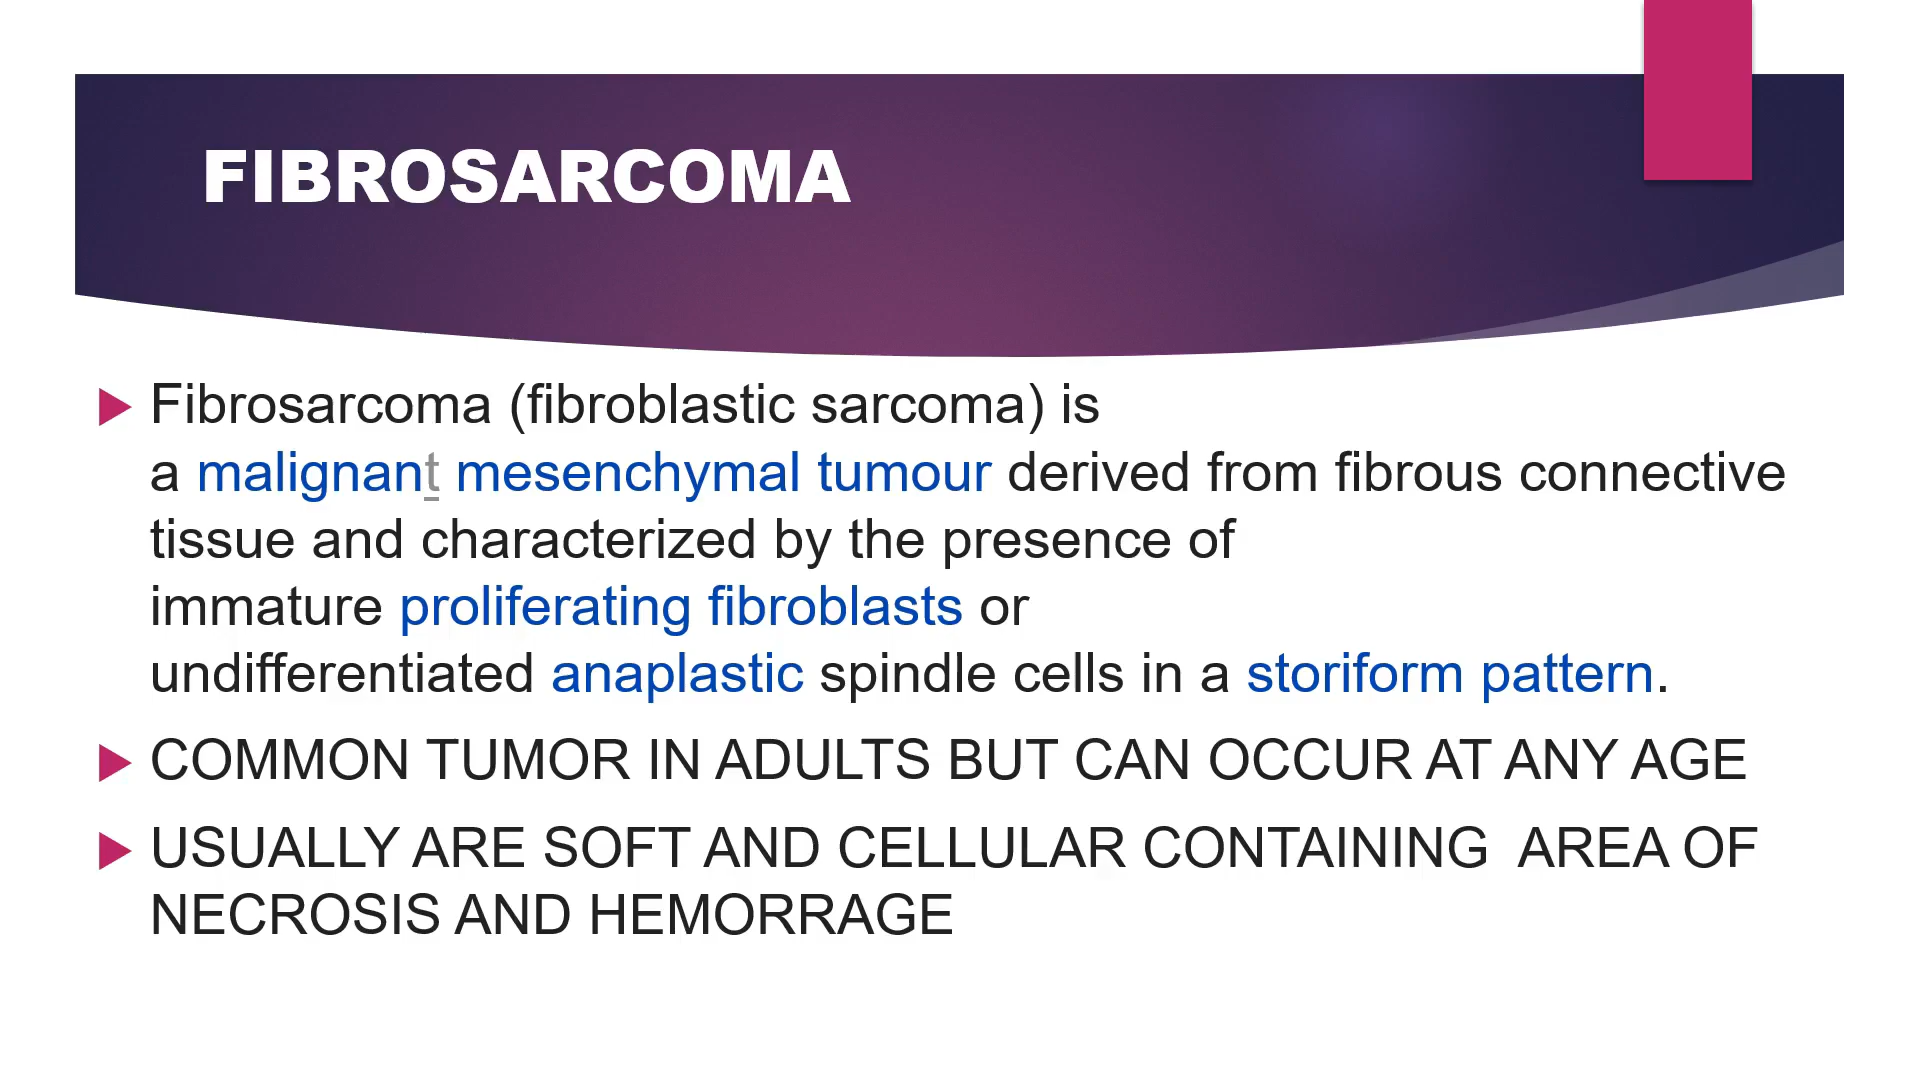 FIBROSARCOMA
Fibrosarcoma (fibroblastic sarcoma) is
a malignant mesenchymal tumour derived from fibrous connective
tissue and characterized by the presence of
immature proliferating fibroblasts or
undifferentiated anaplastic spindle cells in a storiform pattern.
COMMON TUMOR IN ADULTS BUT CAN OCCUR AT ANY AGE
USUALLY ARE SOFT AND CELLULAR CONTAINING  AREA OF
NECROSIS AND HEMORRAGE